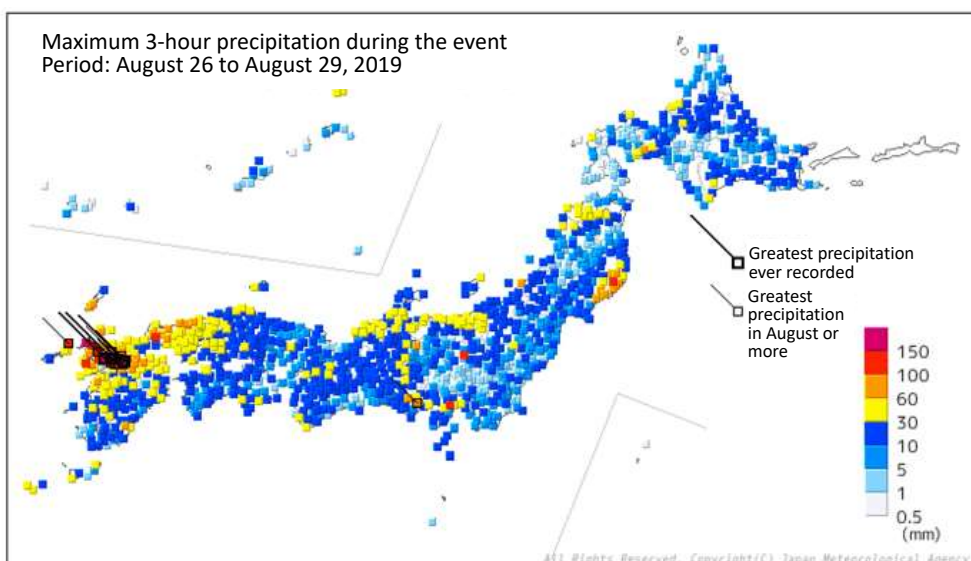 Maximum 3-hour precipitation during the event
Period: August 26 to August 29, 2019
Greatest precipitation
ever recorded
Greatest
precipitation
in August or
more
150
100
60
30
10
5
1
0.5
(mm)
All Rights Reserved. Copyright(C) Japan Meteorological Agency